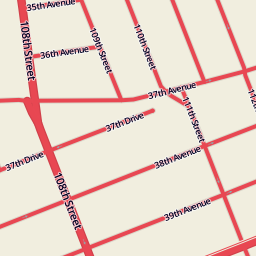 35th Avenue
108th Street
36th Avenue
109th Street
110th Street
37th Avenue
111th Street
37th Drive
37th Drive
38th Avenue
108th Street
39th Avenue